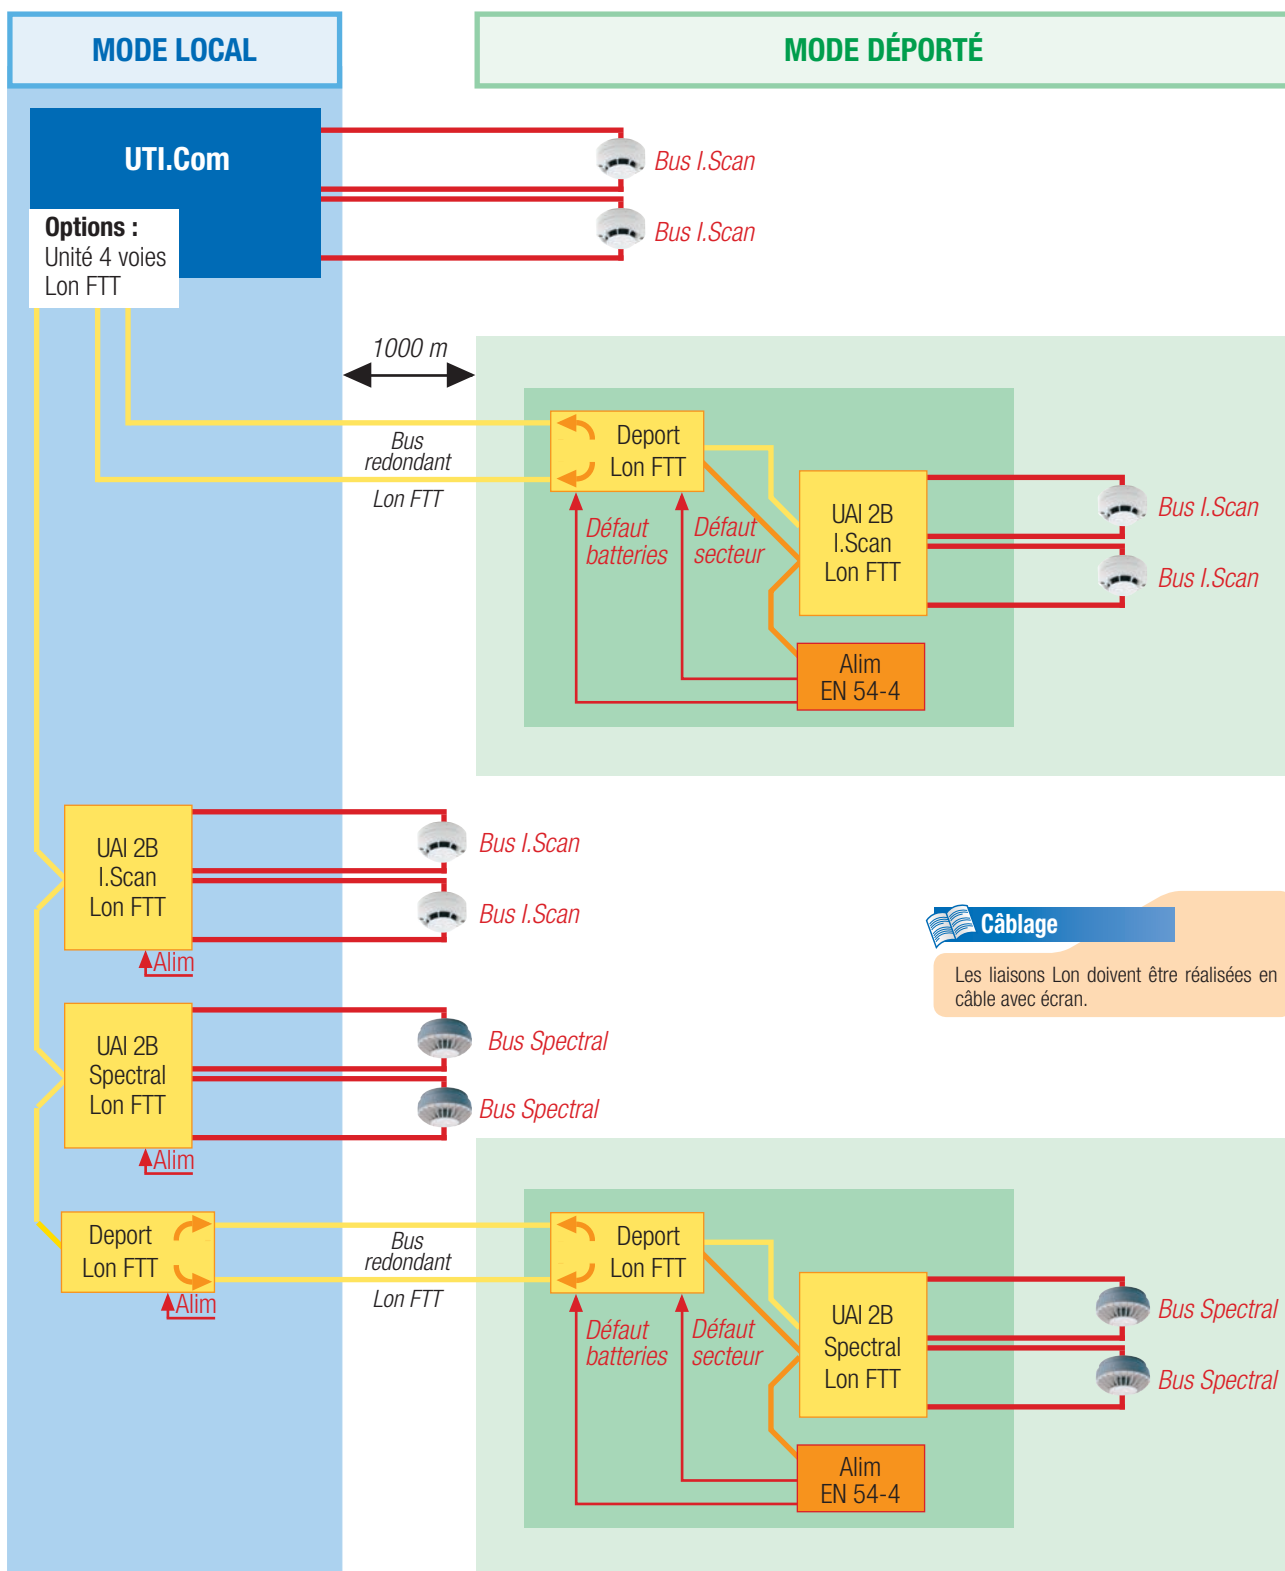 MODE LOCAL
MODE DÉPORTÉ
UTI.Com
Options :
Unité 4 voies
Lon FTT
Bus I.Scan
Bus I.Scan
1000 m
Bus
redondant
Lon FTT
Deport
Lon FTT
Défaut
batteries
Défaut
secteur
UAI 2B
I.Scan
Lon FTT
Bus I.Scan
Bus I.Scan
Alim
EN 54-4
UAI 2B
I.Scan
Lon FTT
Alim
Bus I.Scan
Bus I.Scan
Câblage
Les liaisons Lon doivent être réalisées en
câble avec écran.
UAI 2B
Spectral
Lon FTT
Alim
Bus Spectral
Bus Spectral
Deport
Lon FTT
Alim
Bus
redondant
Lon FTT
Deport
Lon FTT
Défaut
batteries
Défaut
secteur
UAI 2B
Spectral
Lon FTT
Bus Spectral
Bus Spectral
Alim
EN 54-4